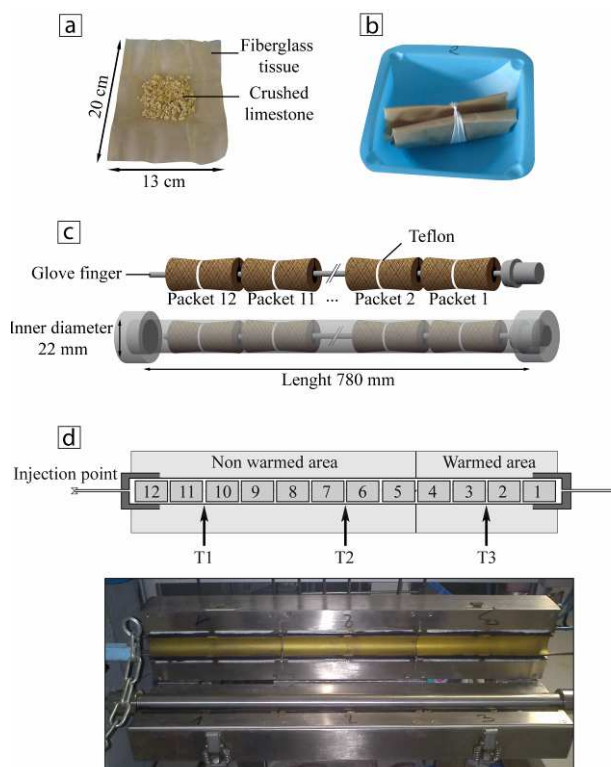 a
Fiberglass
tissue
Crushed
limestone
20 cm
13 cm
b
c
Teflon
Glove finger
Packet 12 Packet 11 ... Packet 2 Packet 1
Inner diameter
22 mm
Lenght 780 mm
d
Injection point
Non warmed area Warmed area
12 11 10 9 8 7 6 5 4 3 2 1
T1 T2 T3